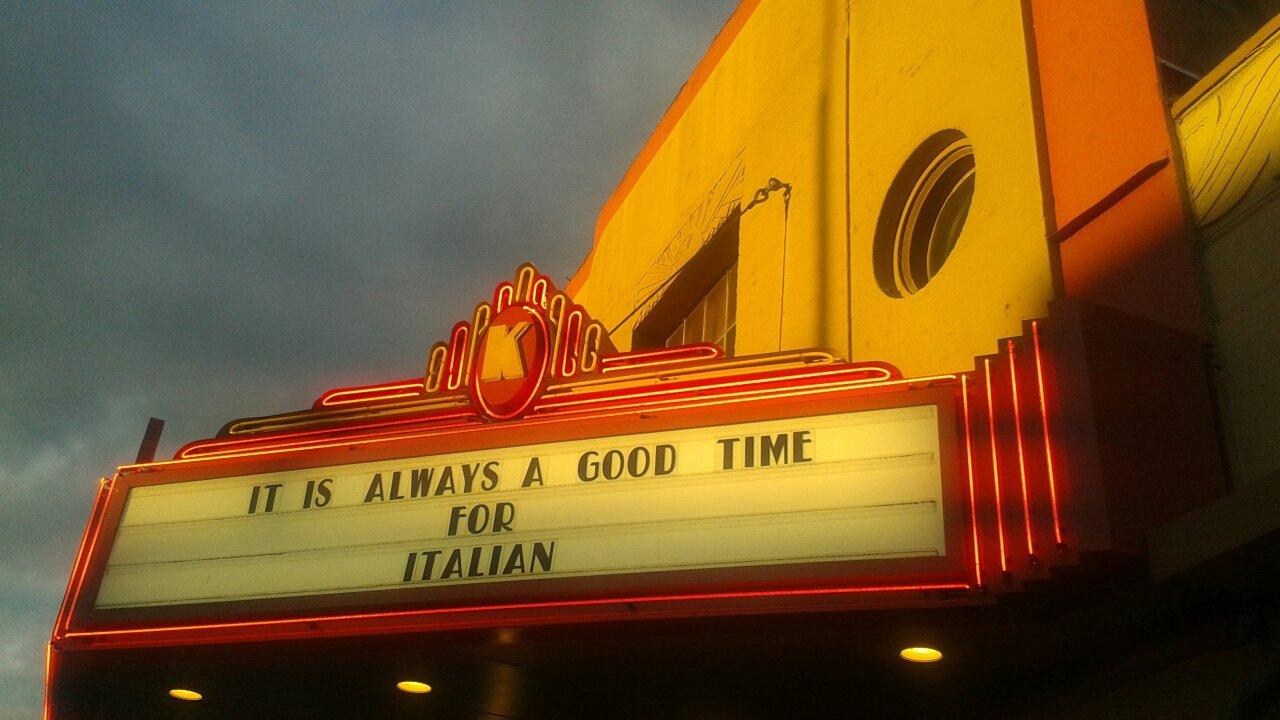 K
IT IS ALWAYS A GOOD TIME
FOR
ITALIAN